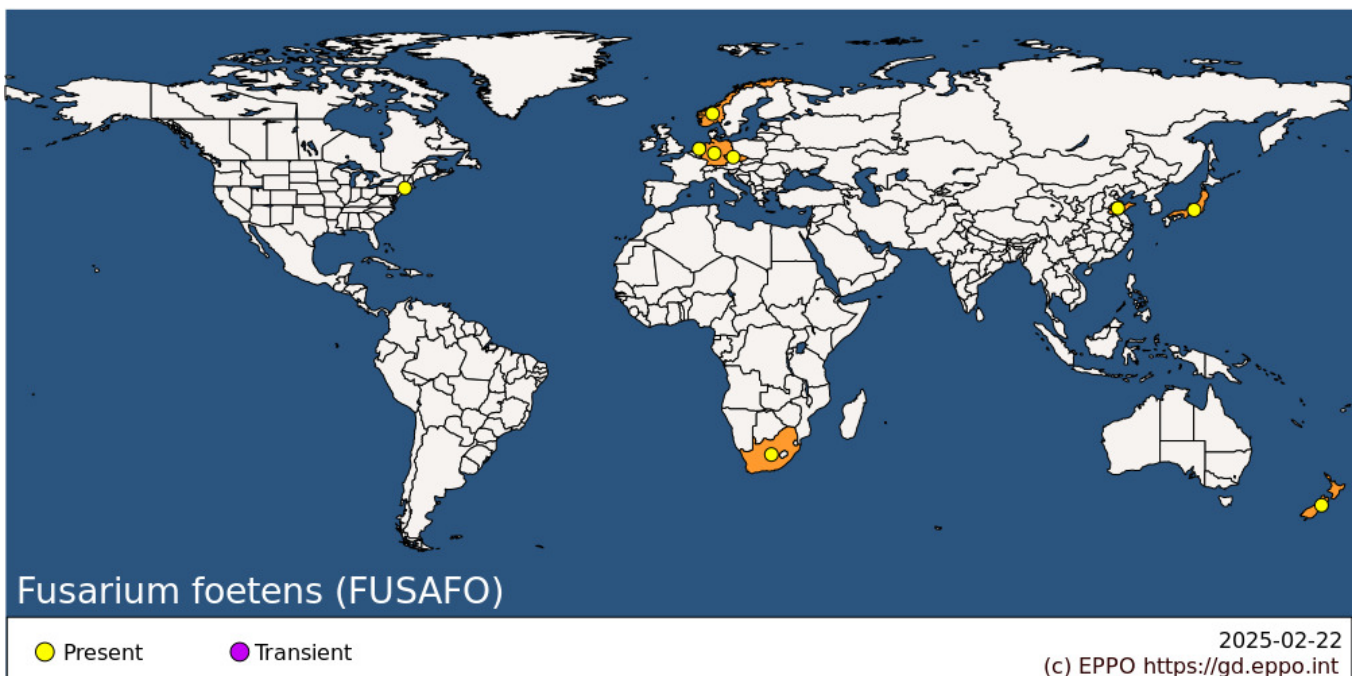 Fusarium foetens (FUSAFO)
Present
Transient
2025-02-22
(c) EPPO https://gd.eppo.int